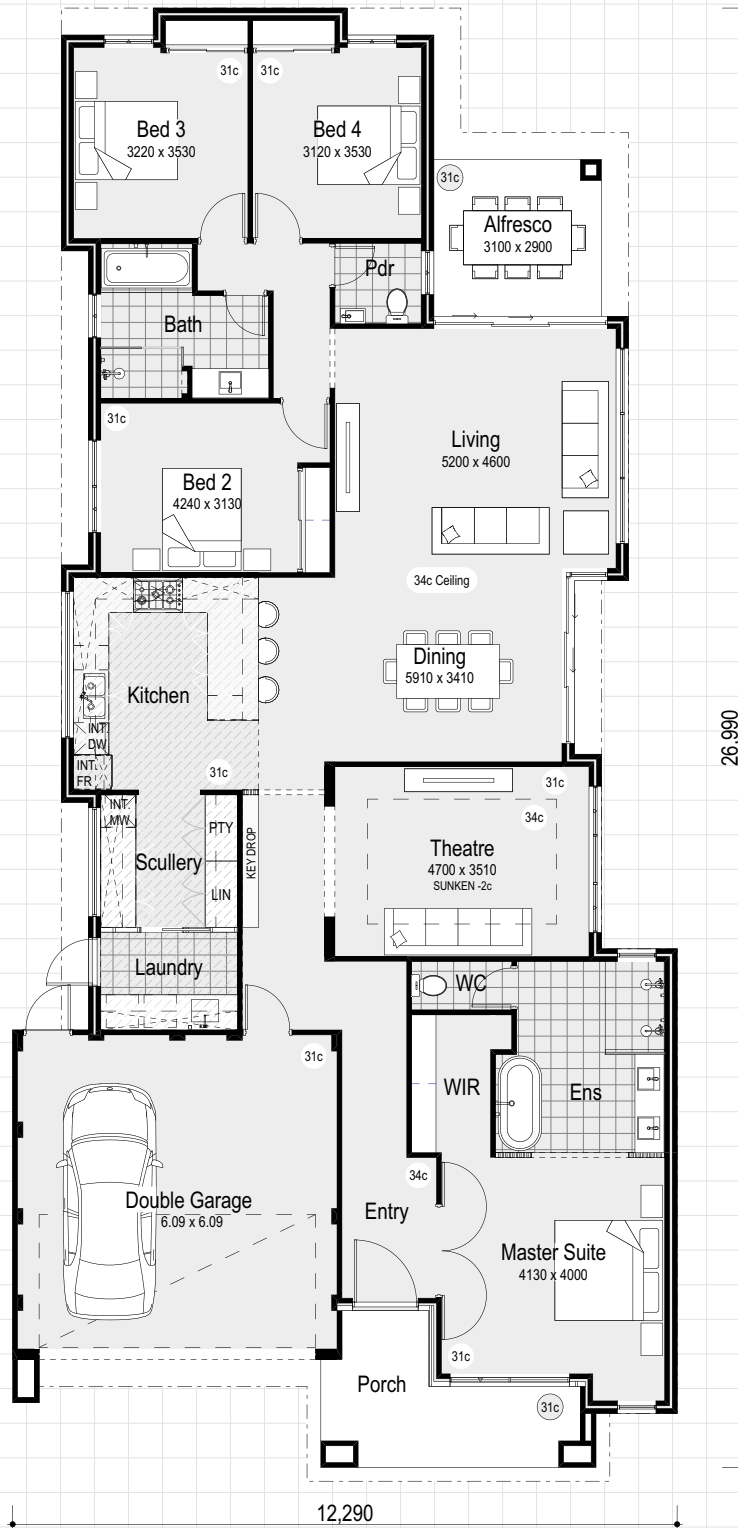 31c
31c
Bed 3
3220 x 3530
Bed 4
3120 x 3530
31c
Alfresco
3100 x 2900
Pdr
Bath
31c
Living
5200 x 4600
Bed 2
4240 x 3130
34c Ceiling
Dining
5910 x 3410
Kitchen
INT
DW
INT
FR
31c
31c
INT
MW
34c
PTY
KEY DROP
Theatre
4700 x 3510
SUNKEN -2c
Scullery
LIN
Laundry
WC
31c
WIR
Ens
34c
Double Garage
6.09 x 6.09
Entry
Master Suite
4130 x 4000
31c
Porch
31c
12,290
26.990